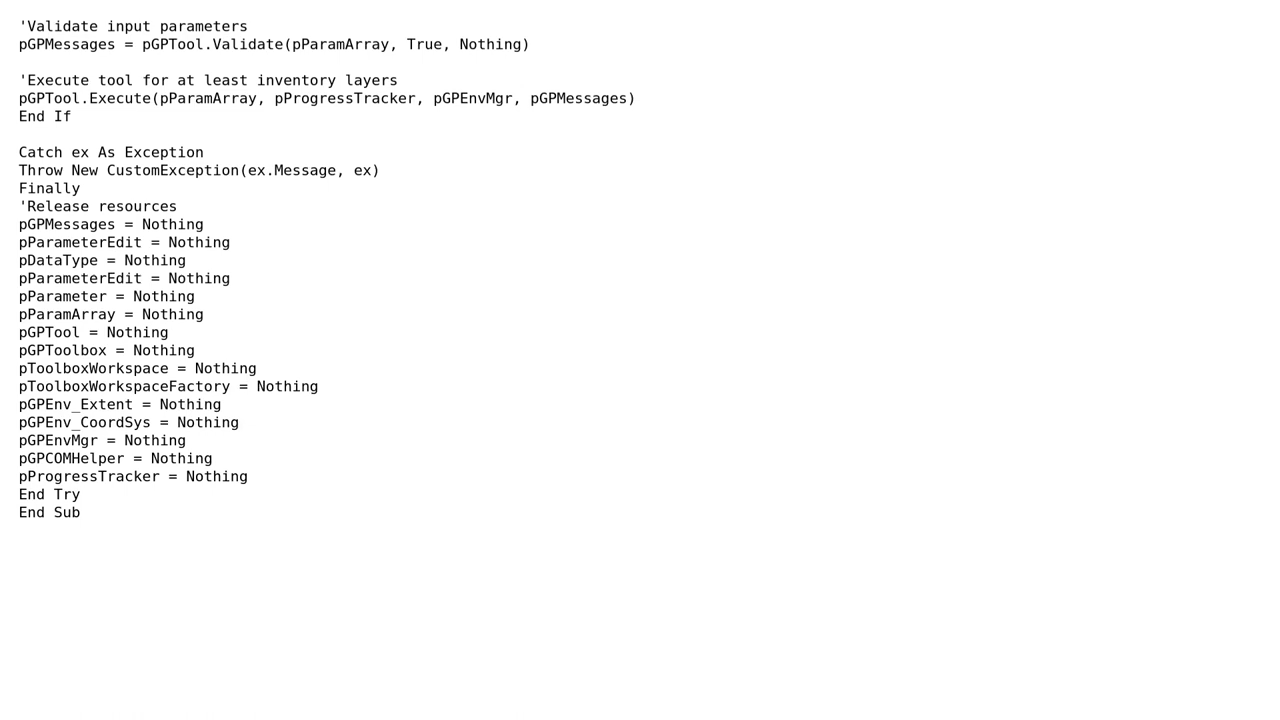 'Validate input parameters
pGPMessages = pGPTool.Validate(pParamArray, True, Nothing)

'Execute tool for at least inventory layers
pGPTool.Execute(pParamArray, pProgressTracker, pGPEnvMgr, pGPMessages)
End If

Catch ex As Exception
Throw New CustomException(ex.Message, ex)
Finally
'Release resources
pGPMessages = Nothing
pParameterEdit = Nothing
pDataType = Nothing
pParameterEdit = Nothing
pParameter = Nothing
pParamArray = Nothing
pGPTool = Nothing
pGPToolbox = Nothing
pToolboxWorkspace = Nothing
pToolboxWorkspaceFactory = Nothing
pGPEnv_Extent = Nothing
pGPEnv_CoordSys = Nothing
pGPEnvMgr = Nothing
pGPCOMHelper = Nothing
pProgressTracker = Nothing
End Try
End Sub